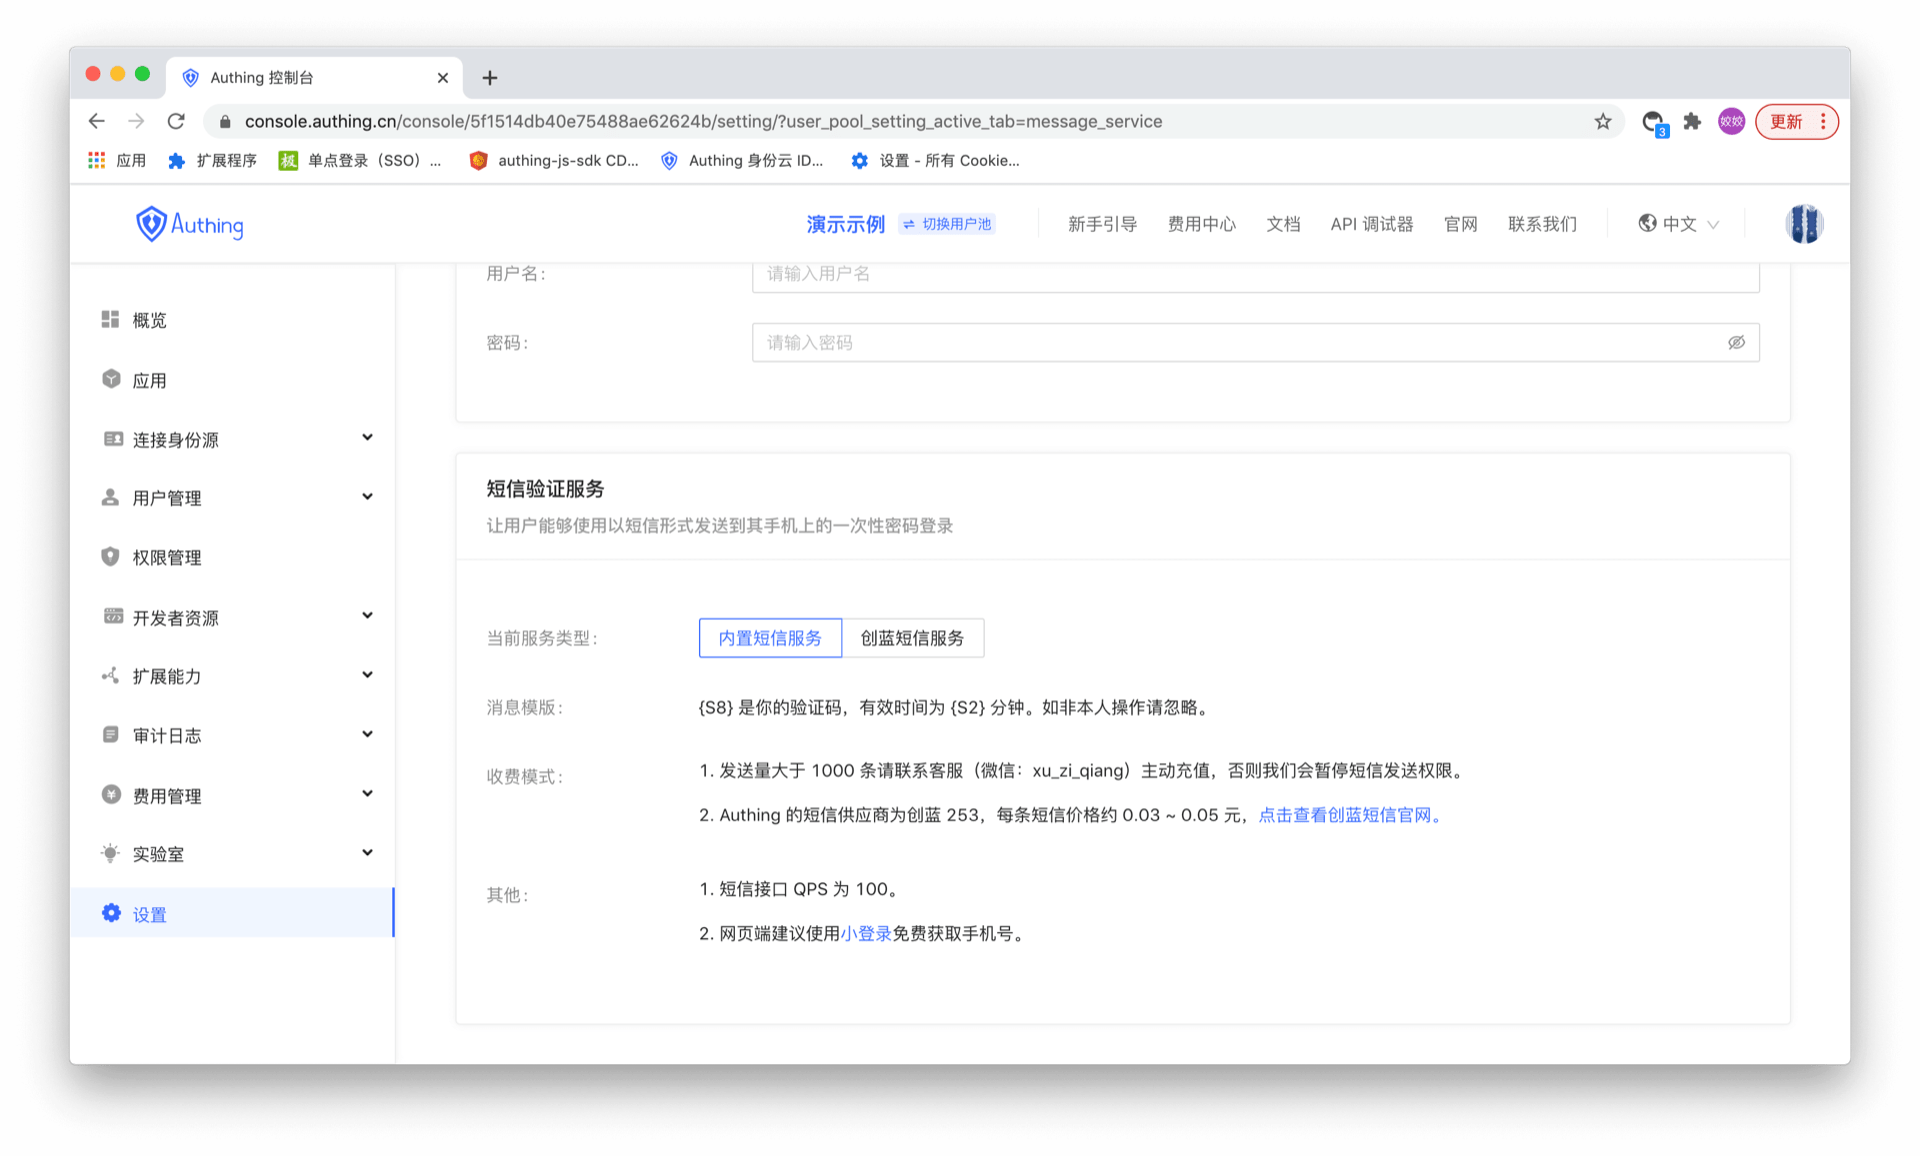 Authing 控制台
console.authing.cn/console/5f1514db40e75488ae62624b/setting/?user_pool_setting_active_tab=message_service
3
姣姣
更新
应用
扩展程序
极
单点登录（SSO）...
authing-js-sdk CD...
Authing 身份云 ID...
设置 - 所有 Cookie...
Authing
演示示例
切换用户池
新手引导
费用中心
文档
API 调试器
官网
联系我们
中文
概览
应用
连接身份源
用户管理
权限管理
开发者资源
扩展能力
审计日志
费用管理
实验室
设置
用户名：
请输入用户名
密码：
请输入密码
短信验证服务
让用户能够使用以短信形式发送到其手机上的一次性密码登录
当前服务类型：
内置短信服务
创蓝短信服务
消息模版：
{S8} 是你的验证码，有效时间为 {S2} 分钟。如非本人操作请忽略。
收费模式：
1. 发送量大于 1000 条请联系客服（微信：xu_zi_qiang）主动充值，否则我们会暂停短信发送权限。
2. Authing 的短信供应商为创蓝 253，每条短信价格约 0.03 ~ 0.05 元，点击查看创蓝短信官网。
其他：
1. 短信接口 QPS 为 100。
2. 网页端建议使用小登录免费获取手机号。